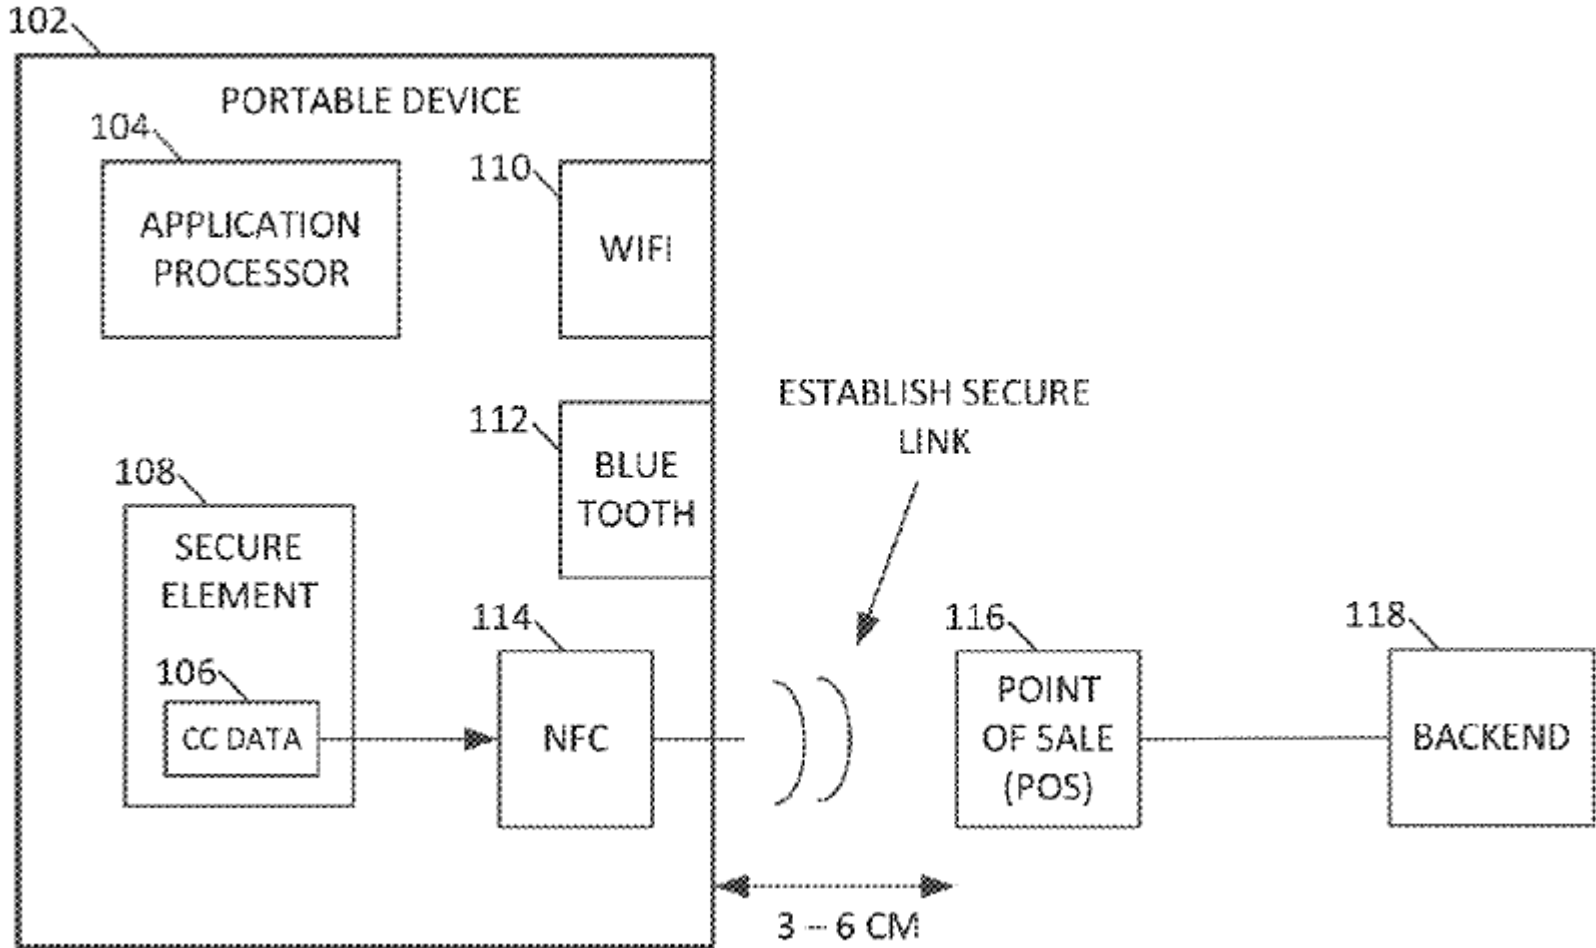 102
PORTABLE DEVICE
104
APPLICATION
PROCESSOR
110
WIFI
112
BLUE
TOOTH
ESTABLISH SECURE
LINK
108
SECURE
ELEMENT
106
CC DATA
114
NFC
116
POINT
OF SALE
(POS)
118
BACKEND
3 -- 6 CM